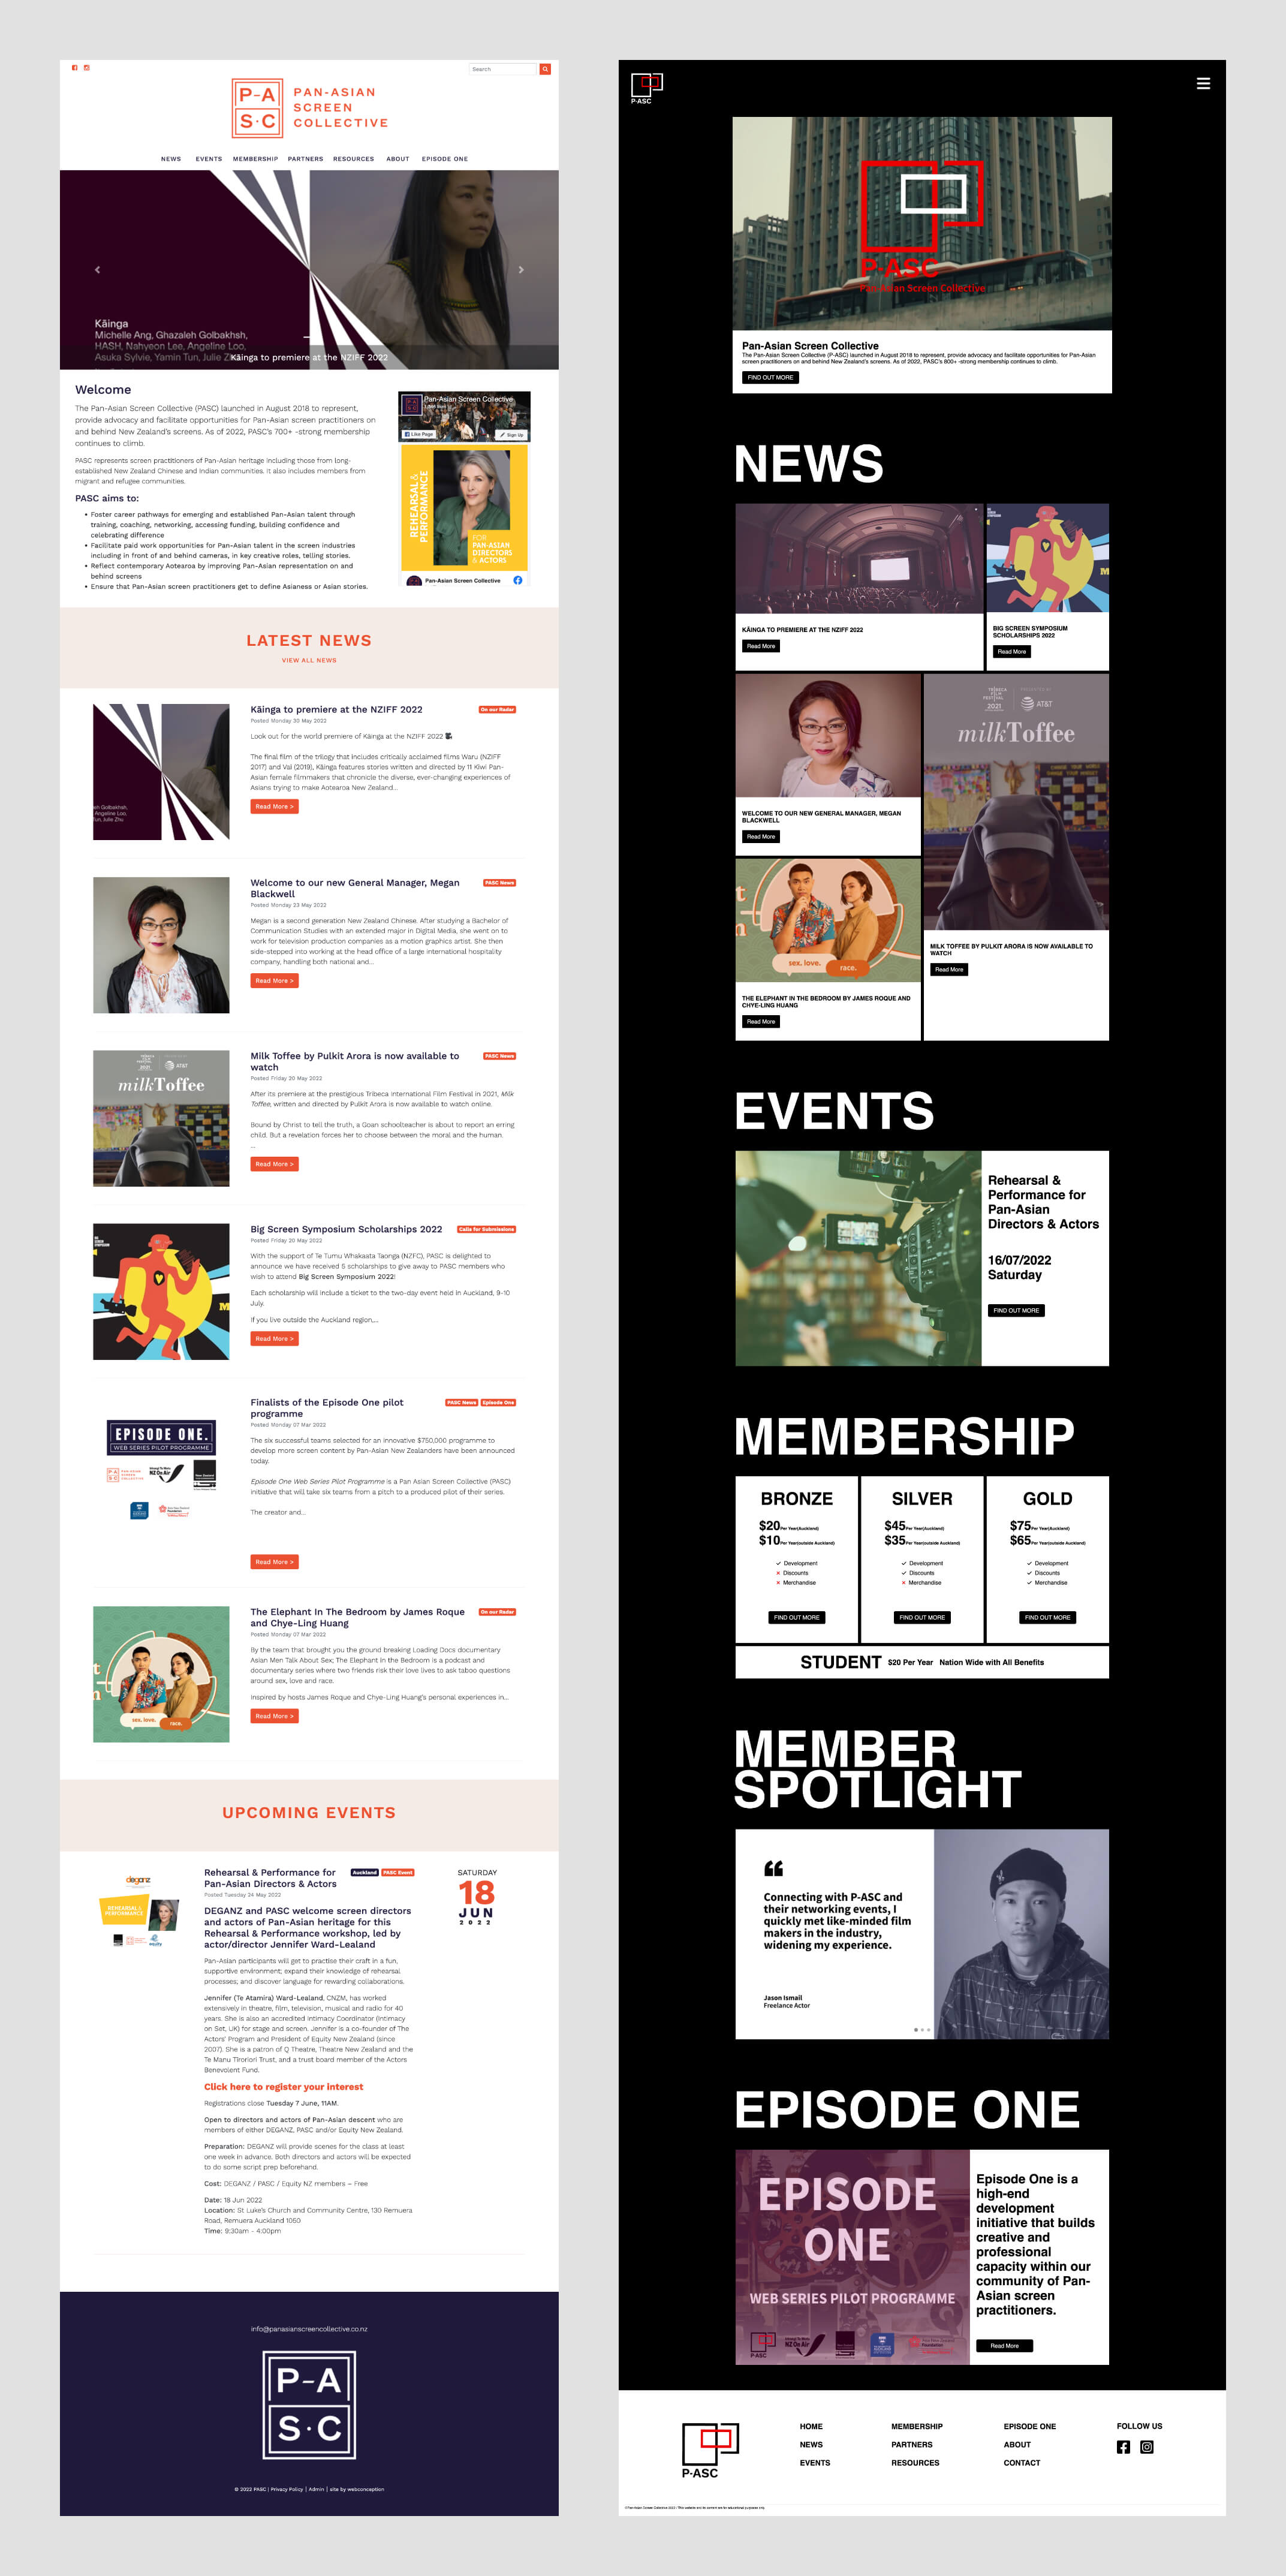 Search
P-A
S·C
PAN-ASIAN
SCREEN
COLLECTIVE
NEWS EVENTS MEMBERSHIP PARTNERS RESOURCES ABOUT EPISODE ONE
Kāinga
Michelle Ang, Ghazaleh Golbakhsh,
HASH, Nahyeon Lee, Angeline Loo,
Asuka Sylvie, Yamin Tun, Julie Z
Kāinga to premiere at the NZIFF 2022
Welcome
The Pan-Asian Screen Collective (PASC) launched in August 2018 to represent,
provide advocacy and facilitate opportunities for Pan-Asian screen practitioners on
and behind New Zealand's screens. As of 2022, PASC's 700+ -strong membership
continues to climb.
PASC represents screen practitioners of Pan-Asian heritage including those from long-
established New Zealand Chinese and Indian communities. It also includes members from
migrant and refugee communities.
PASC aims to:
• Foster career pathways for emerging and established Pan-Asian talent through
training, coaching, networking, accessing funding, building confidence and
celebrating difference
• Facilitate paid work opportunities for Pan-Asian talent in the screen industries
including in front of and behind cameras, in key creative roles, telling stories.
• Reflect contemporary Aotearoa by improving Pan-Asian representation on and
behind screens
• Ensure that Pan-Asian screen practitioners get to define Asianess or Asian stories.
Pan-Asian Screen Collective
Like Page
Sign Up
REHEARSAL &
PERFORMANCE
FOR
PAN-ASIAN
DIRECTORS
& ACTORS
Pan-Asian Screen Collective
LATEST NEWS
VIEW ALL NEWS
Golbakhsh,
Angeline Loo,
Tun, Julie Zhu
Kāinga to premiere at the NZIFF 2022
On our Radar
Posted Monday 30 May 2022
Look out for the world premiere of Kāinga at the NZIFF 2022
The final film of the trilogy that includes critically acclaimed films Waru (NZIFF
2017) and Vai (2019), Kāinga features stories written and directed by 11 Kiwi Pan-
Asian female filmmakers that chronicle the diverse, ever-changing experiences of
Asians trying to make Aotearoa New Zealand...
Read More >
Welcome to our new General Manager, Megan
Blackwell
PASC News
Posted Monday 23 May 2022
Megan is a second generation New Zealand Chinese. After studying a Bachelor of
Communication Studies with an extended major in Digital Media, she went on to
work for television production companies as a motion graphics artist. She then
side-stepped into working at the head office of a large international hospitality
company, handling both national and...
Read More >
TRIBECA
FILM
FESTIVAL
2021
AT&T
milkToffee
Milk Toffee by Pulkit Arora is now available to
watch
PASC News
Posted Friday 20 May 2022
After its premiere at the prestigious Tribeca International Film Festival in 2021, Milk
Toffee, written and directed by Pulkit Arora is now available to watch online.
Bound by Christ to tell the truth, a Goan schoolteacher is about to report an erring
child. But a revelation forces her to choose between the moral and the human.
...
Read More >
Big Screen Symposium Scholarships 2022
Calls for Submissions
Posted Friday 20 May 2022
With the support of Te Tumu Whakaata Taonga (NZFC), PASC is delighted to
announce we have received 5 scholarships to give away to PASC members who
wish to attend Big Screen Symposium 2022!
Each scholarship will include a ticket to the two-day event held in Auckland, 9-10
July.
If you live outside the Auckland region,...
Read More >
EPISODE ONE.
WEB SERIES PILOT PROGRAMME
PAN-ASIAN
SCREEN
COLLECTIVE
NZ On Air
Finalists of the Episode One pilot
programme
PASC News
Episode One
Posted Monday 07 Mar 2022
The six successful teams selected for an innovative $750,000 programme to
develop more screen content by Pan-Asian New Zealanders have been announced
today.
Episode One Web Series Pilot Programme is a Pan Asian Screen Collective (PASC)
initiative that will take six teams from a pitch to a produced pilot of their series.
The creator and...
Read More >
sex. love.
race.
The Elephant In The Bedroom by James Roque
and Chye-Ling Huang
On our Radar
Posted Monday 07 Mar 2022
By the team that brought you the ground breaking Loading Docs documentary
Asian Men Talk About Sex; The Elephant in the Bedroom is a podcast and
documentary series where two friends risk their love lives to ask taboo questions
around sex, love and race.
Inspired by hosts James Roque and Chye-Ling Huang's personal experiences in...
Read More >
UPCOMING EVENTS
deganz
REHEARSAL &
PERFORMANCE
equity
Rehearsal & Performance for
Pan-Asian Directors & Actors
Auckland
PASC Event
Posted Tuesday 24 May 2022
SATURDAY
18
JUN
2022
DEGANZ and PASC welcome screen directors
and actors of Pan-Asian heritage for this
Rehearsal & Performance workshop, led by
actor/director Jennifer Ward-Lealand
Pan-Asian participants will get to practise their craft in a fun,
supportive environment; expand their knowledge of rehearsal
processes; and discover language for rewarding collaborations.
Jennifer (Te Atamira) Ward-Lealand, CNZM, has worked
extensively in theatre, film, television, musical and radio for 40
years. She is also an accredited Intimacy Coordinator (Intimacy
on Set, UK) for stage and screen. Jennifer is a co-founder of The
Actors' Program and President of Equity New Zealand (since
2007). She is a patron of Q Theatre, Theatre New Zealand and the
Te Manu Tīrorirori Trust, and a trust board member of the Actors
Benevolent Fund.
Click here to register your interest
Registrations close Tuesday 7 June, 11AM.
Open to directors and actors of Pan-Asian descent who are
members of either DEGANZ, PASC and/or Equity New Zealand.
Preparation: DEGANZ will provide scenes for the class at least
one week in advance. Both directors and actors will be expected
to do some script prep beforehand.
Cost: DEGANZ / PASC / Equity NZ members – Free
Date: 18 Jun 2022
Location: St Luke's Church and Community Centre, 130 Remuera
Road, Remuera Auckland 1050
Time: 9:30am - 4:00pm
info@panasianscreencollective.co.nz
P-A
S·C
© 2022 PASC | Privacy Policy | Admin | site by webconception
P-ASC
P-ASC
Pan-Asian Screen Collective
Pan-Asian Screen Collective
The Pan-Asian Screen Collective (P-ASC) launched in August 2018 to represent, provide advocacy and facilitate opportunities for Pan-Asian
screen practitioners on and behind New Zealand's screens. As of 2022, PASC's 800+ -strong membership continues to climb.
FIND OUT MORE
NEWS
KĀINGA TO PREMIERE AT THE NZIFF 2022
Read More
BIG SCREEN SYMPOSIUM
SCHOLARSHIPS 2022
Read More
WELCOME TO OUR NEW GENERAL MANAGER, MEGAN
BLACKWELL
Read More
TRIBECA
FILM
FESTIVAL
2021
AT&T
milkToffee
MILK TOFFEE BY PULKIT ARORA IS NOW AVAILABLE TO
WATCH
Read More
sex. love.
race.
THE ELEPHANT IN THE BEDROOM BY JAMES ROQUE AND
CHYE-LING HUANG
Read More
EVENTS
Rehearsal &
Performance for
Pan-Asian
Directors & Actors
16/07/2022
Saturday
FIND OUT MORE
MEMBERSHIP
BRONZE
$20 Per Year(Auckland)
$10 Per Year(outside Auckland)
✓ Development
× Discounts
× Merchandise
FIND OUT MORE
SILVER
$45 Per Year(Auckland)
$35 Per Year(outside Auckland)
✓ Development
✓ Discounts
× Merchandise
FIND OUT MORE
GOLD
$75 Per Year(Auckland)
$65 Per Year(outside Auckland)
✓ Development
✓ Discounts
✓ Merchandise
FIND OUT MORE
STUDENT $20 Per Year Nation Wide with All Benefits
MEMBER
SPOTLIGHT
“
Connecting with P-ASC and
their networking events, I
quickly met like-minded film
makers in the industry,
widening my experience.
Jason Ismail
Freelance Actor
EPISODE ONE
EPISODE
ONE
WEB SERIES PILOT PROGRAMME
P-ASC
NZ On Air
Episode One is a
high-end
development
initiative that builds
creative and
professional
capacity within our
community of Pan-
Asian screen
practitioners.
Read More
P-ASC
HOME
NEWS
EVENTS
MEMBERSHIP
PARTNERS
RESOURCES
EPISODE ONE
ABOUT
CONTACT
FOLLOW US